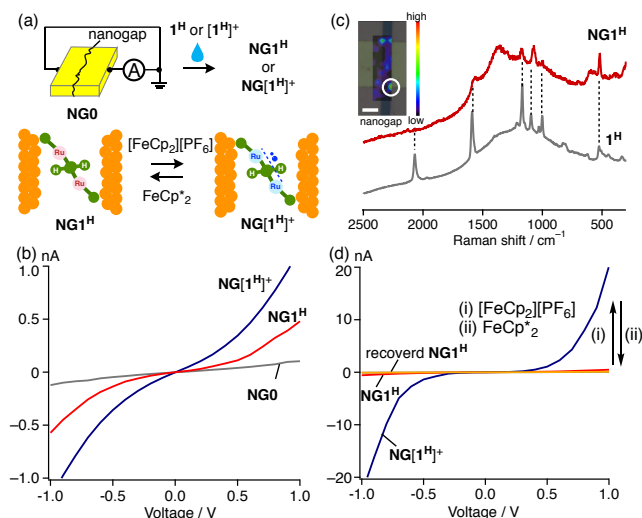 (a)
nanogap
1ᴴ or [1ᴴ]⁺
A
NG0
NG1ᴴ
or
NG[1ᴴ]⁺
Ru
H
H
Ru
[FeCp₂][PF₆]
FeCp*₂
Ru
H
H
Ru
NG1ᴴ
NG[1ᴴ]⁺
(c)
high
low
nanogap
NG1ᴴ
1ᴴ
2500
2000
1500
1000
500
Raman shift / cm⁻¹
(b)
nA
1.0
0.5
0
–0.5
–1.0
NG[1ᴴ]⁺
NG1ᴴ
NG0
-1.0
-0.5
0.0
0.5
1.0
Voltage / V
(d)
nA
20
10
0
–10
–20
(i) [FeCp₂][PF₆]
(ii) FeCp*₂
(i)
(ii)
recoverd NG1ᴴ
NG1ᴴ
NG[1ᴴ]⁺
-1.0
-0.5
0.0
0.5
1.0
Voltage / V